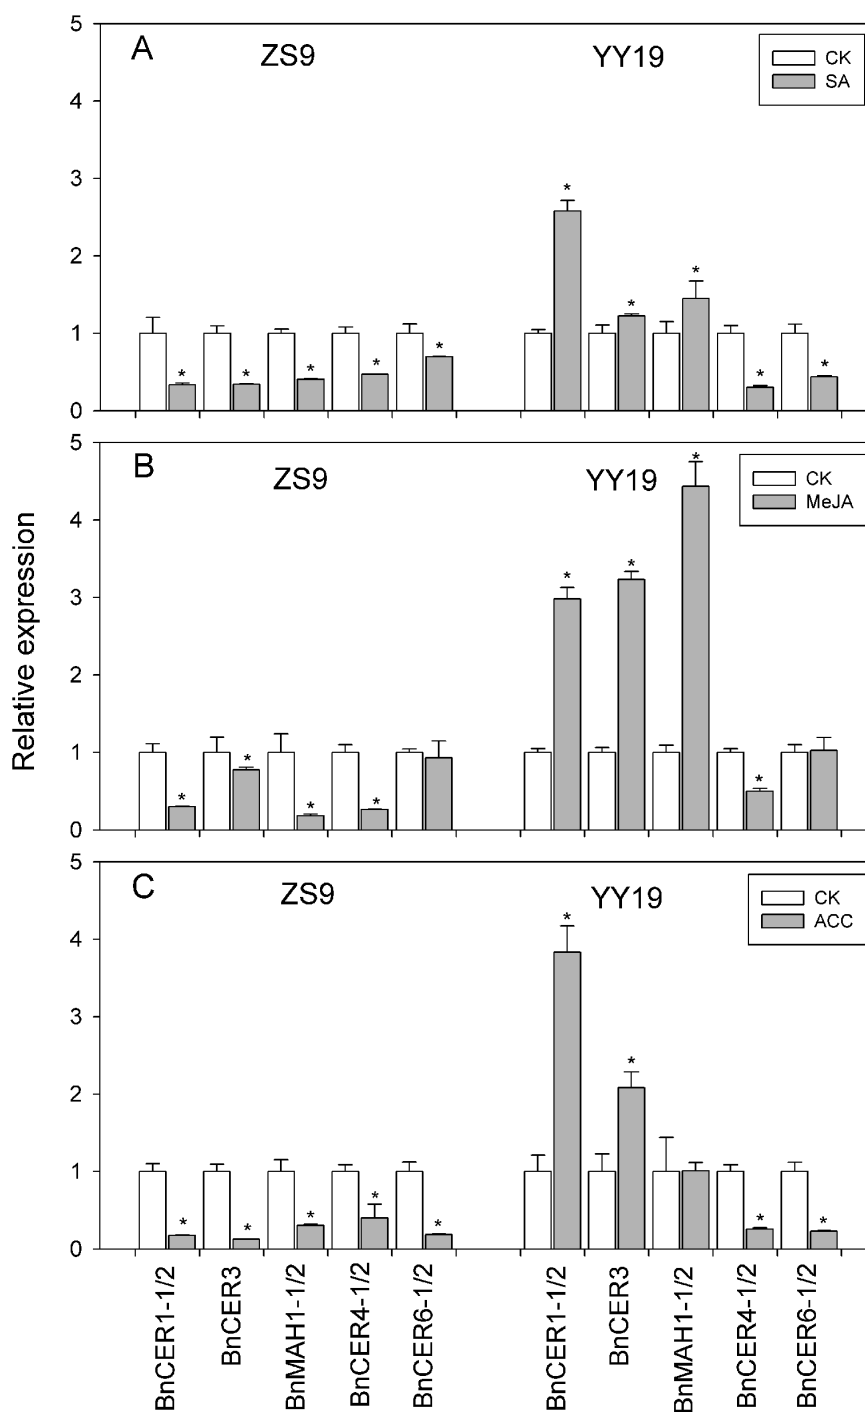 Relative expression
A
ZS9
YY19
CK
SA
5
4
3
2
1
0
* * * * * * * * * *
B
ZS9
YY19
CK
MeJA
5
4
3
2
1
0
* * * * * * * *
C
ZS9
YY19
CK
ACC
5
4
3
2
1
0
* * * * * * * * *
BnCER1-1/2
BnCER3
BnMAH1-1/2
BnCER4-1/2
BnCER6-1/2
BnCER1-1/2
BnCER3
BnMAH1-1/2
BnCER4-1/2
BnCER6-1/2